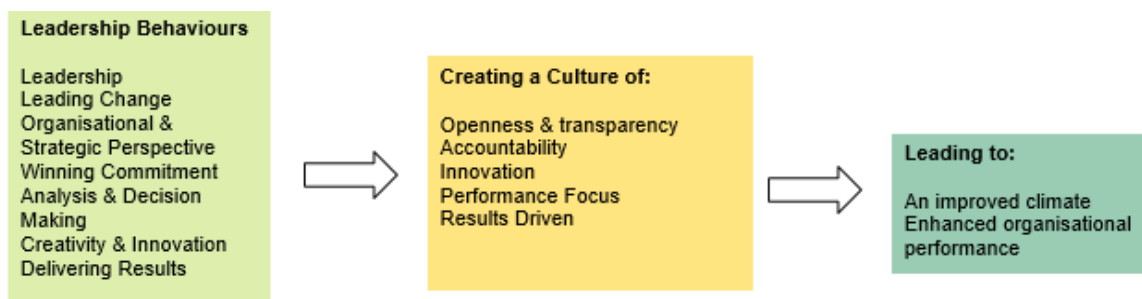 Leadership Behaviours
Leadership
Leading Change
Organisational &
Strategic Perspective
Winning Commitment
Analysis & Decision
Making
Creativity & Innovation
Delivering Results
Creating a Culture of:
Openness & transparency
Accountability
Innovation
Performance Focus
Results Driven
Leading to:
An improved climate
Enhanced organisational
performance